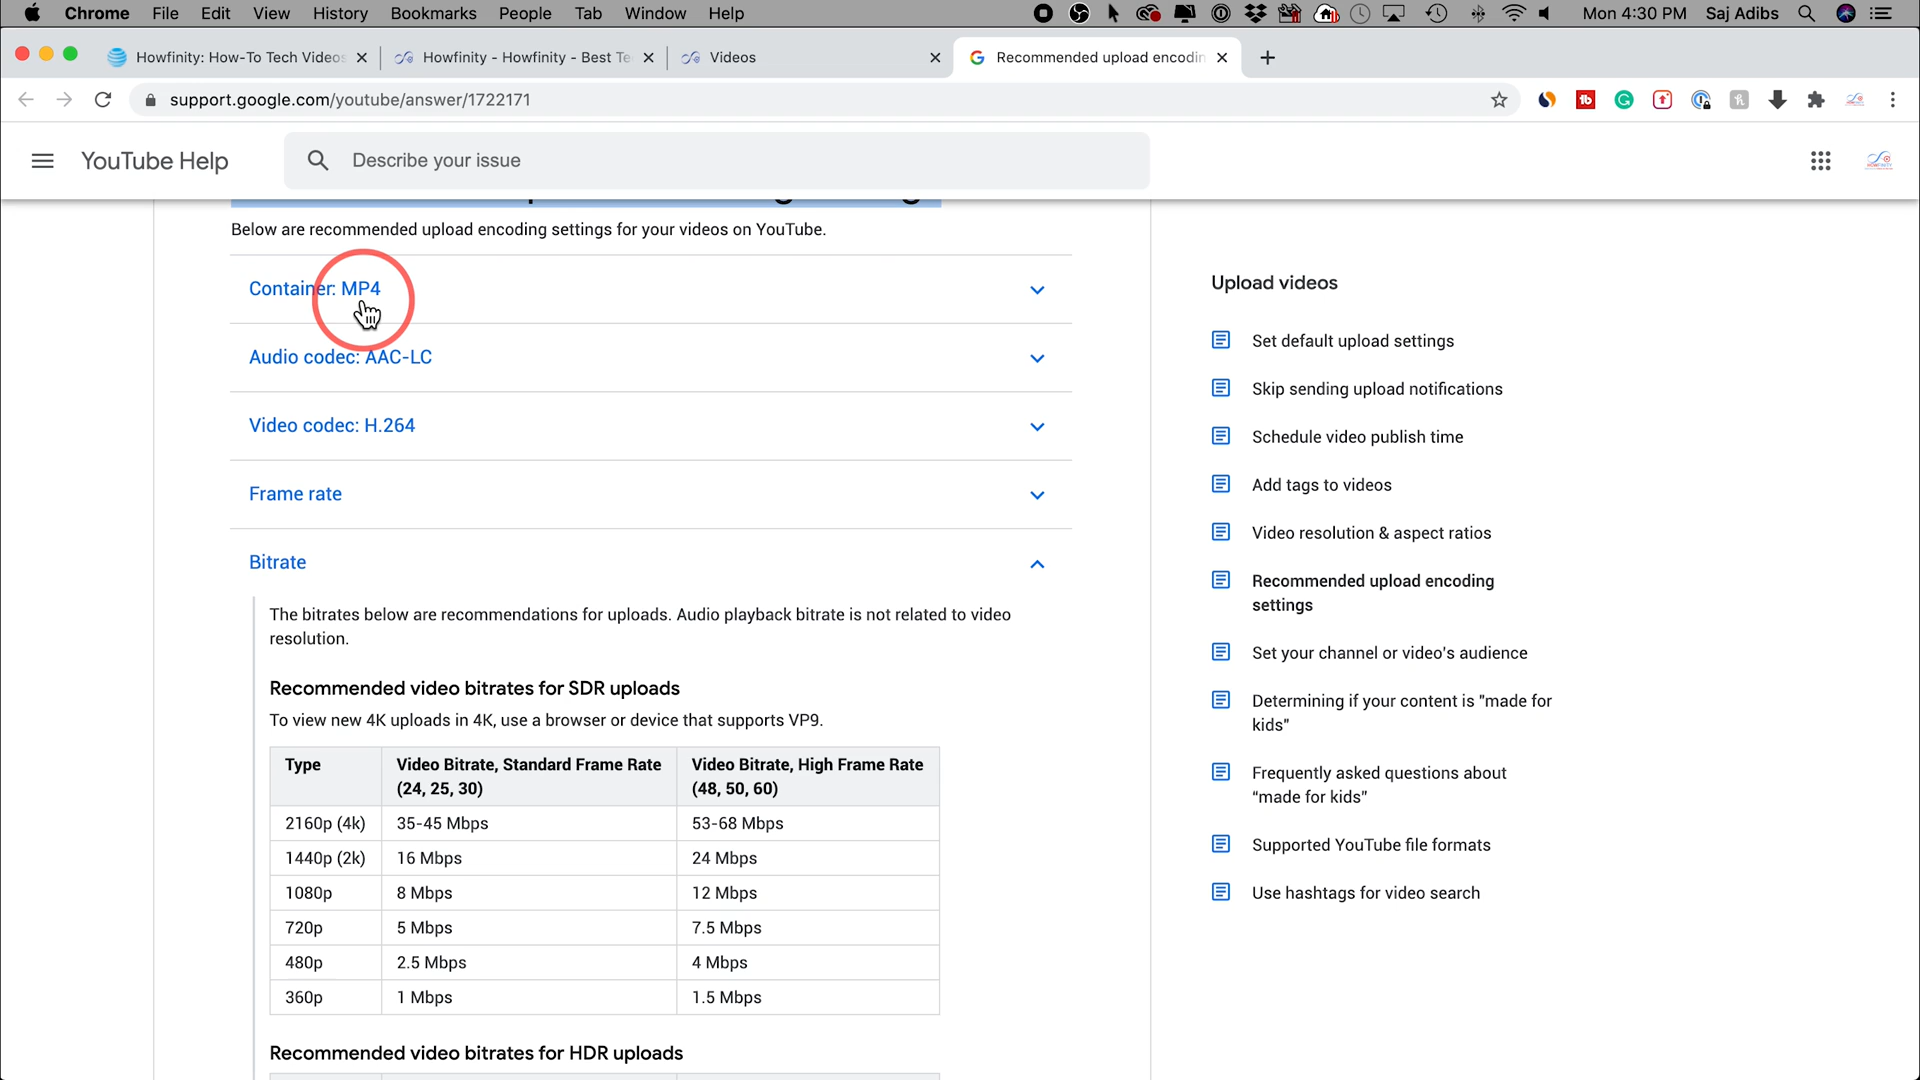 Chrome File Edit View History Bookmarks People Tab Window Help Mon 4:30 PM Saj Adibs
Howfinity: How-To Tech Videos Howfinity - Howfinity - Best Te Videos Recommended upload encodin
support.google.com/youtube/answer/1722171
YouTube Help Describe your issue
Below are recommended upload encoding settings for your videos on YouTube.
Container: MP4
Audio codec: AAC-LC
Video codec: H.264
Frame rate
Bitrate
The bitrates below are recommendations for uploads. Audio playback bitrate is not related to video
resolution.
Recommended video bitrates for SDR uploads
To view new 4K uploads in 4K, use a browser or device that supports VP9.
Type Video Bitrate, Standard Frame Rate Video Bitrate, High Frame Rate
(24, 25, 30) (48, 50, 60)
2160p (4k) 35-45 Mbps 53-68 Mbps
1440p (2k) 16 Mbps 24 Mbps
1080p 8 Mbps 12 Mbps
720p 5 Mbps 7.5 Mbps
480p 2.5 Mbps 4 Mbps
360p 1 Mbps 1.5 Mbps
Recommended video bitrates for HDR uploads
Upload videos
Set default upload settings
Skip sending upload notifications
Schedule video publish time
Add tags to videos
Video resolution & aspect ratios
Recommended upload encoding
settings
Set your channel or video's audience
Determining if your content is "made for
kids"
Frequently asked questions about
“made for kids”
Supported YouTube file formats
Use hashtags for video search